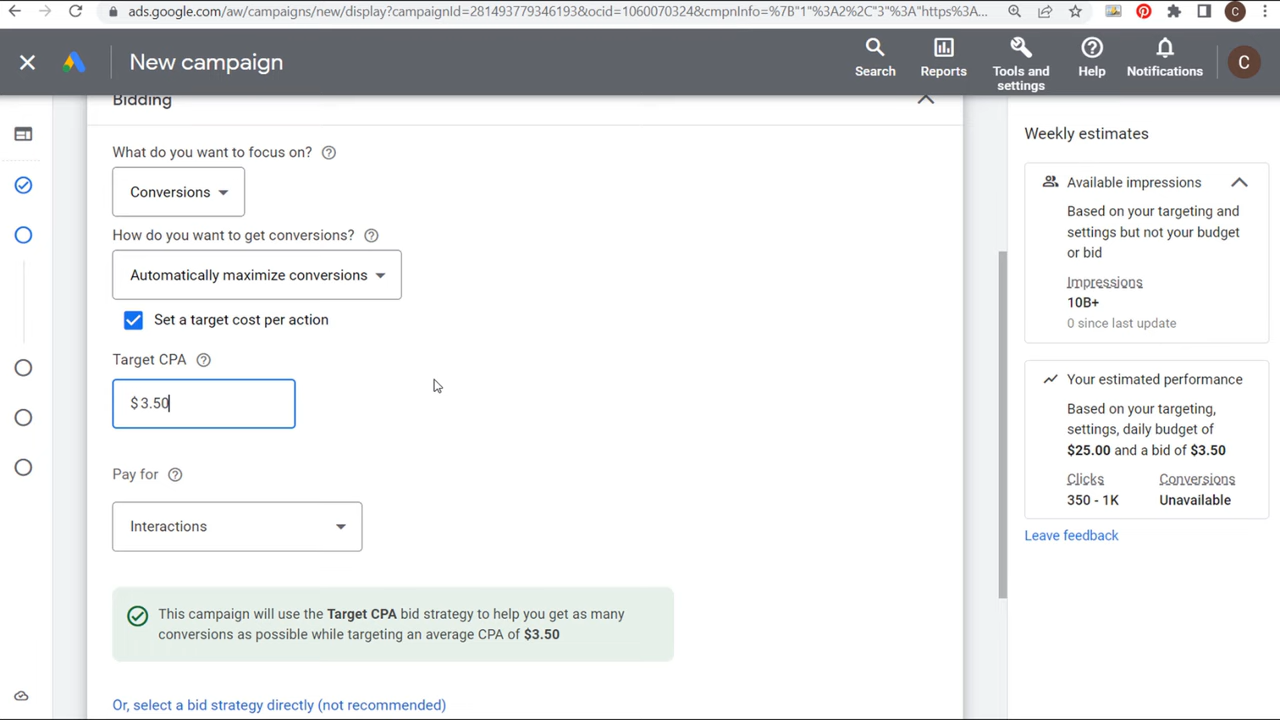 ads.google.com/aw/campaigns/new/display?campaignId=281493779346193&ocid=1060070324&cmpnInfo=%7B"1"%3A2%2C"3"%3A"https%3A...
C
New campaign
Search
Reports
Tools and
settings
Help
Notifications
C
Bidding
What do you want to focus on?
Conversions
How do you want to get conversions?
Automatically maximize conversions
Set a target cost per action
Target CPA
$ 3.50
Pay for
Interactions
This campaign will use the Target CPA bid strategy to help you get as many
conversions as possible while targeting an average CPA of $3.50
Or, select a bid strategy directly (not recommended)
Weekly estimates
Available impressions
Based on your targeting and
settings but not your budget
or bid
Impressions
10B+
0 since last update
Your estimated performance
Based on your targeting,
settings, daily budget of
$25.00 and a bid of $3.50
Clicks Conversions
350 - 1K Unavailable
Leave feedback